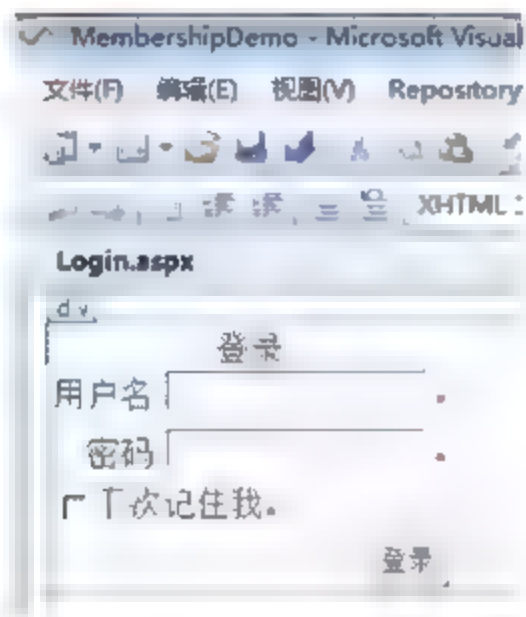 MembershipDemo - Microsoft Visual
文件(F) 编辑(E) 视图(V) Repository
XHTML
Login.aspx
div
登录
用户名
密码
下次记住我。
登录